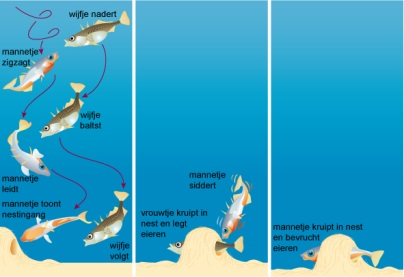 wijfje nadert
mannetje
zigzagt
wijfje
baltst
mannetje
leidt
mannetje toont
nestingang
wijfje
volgt
mannetje
siddert
vrouwtje kruipt in
nest en legt
eieren
mannetje kruipt in nest
en bevrucht
eieren